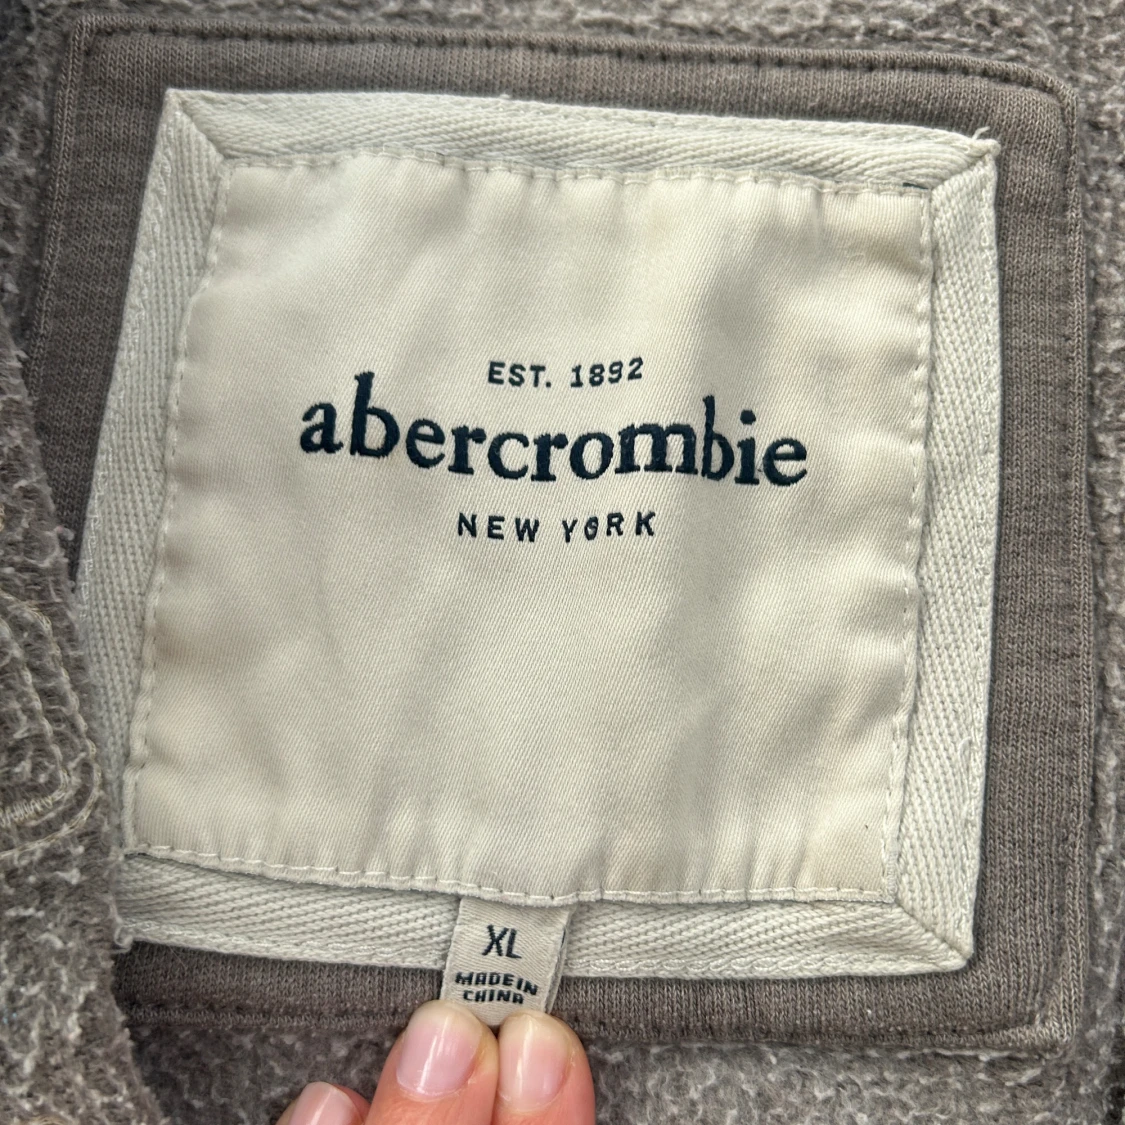 EST. 1892
abercrombie
NEW YORK
XL
MADE IN
CHINA